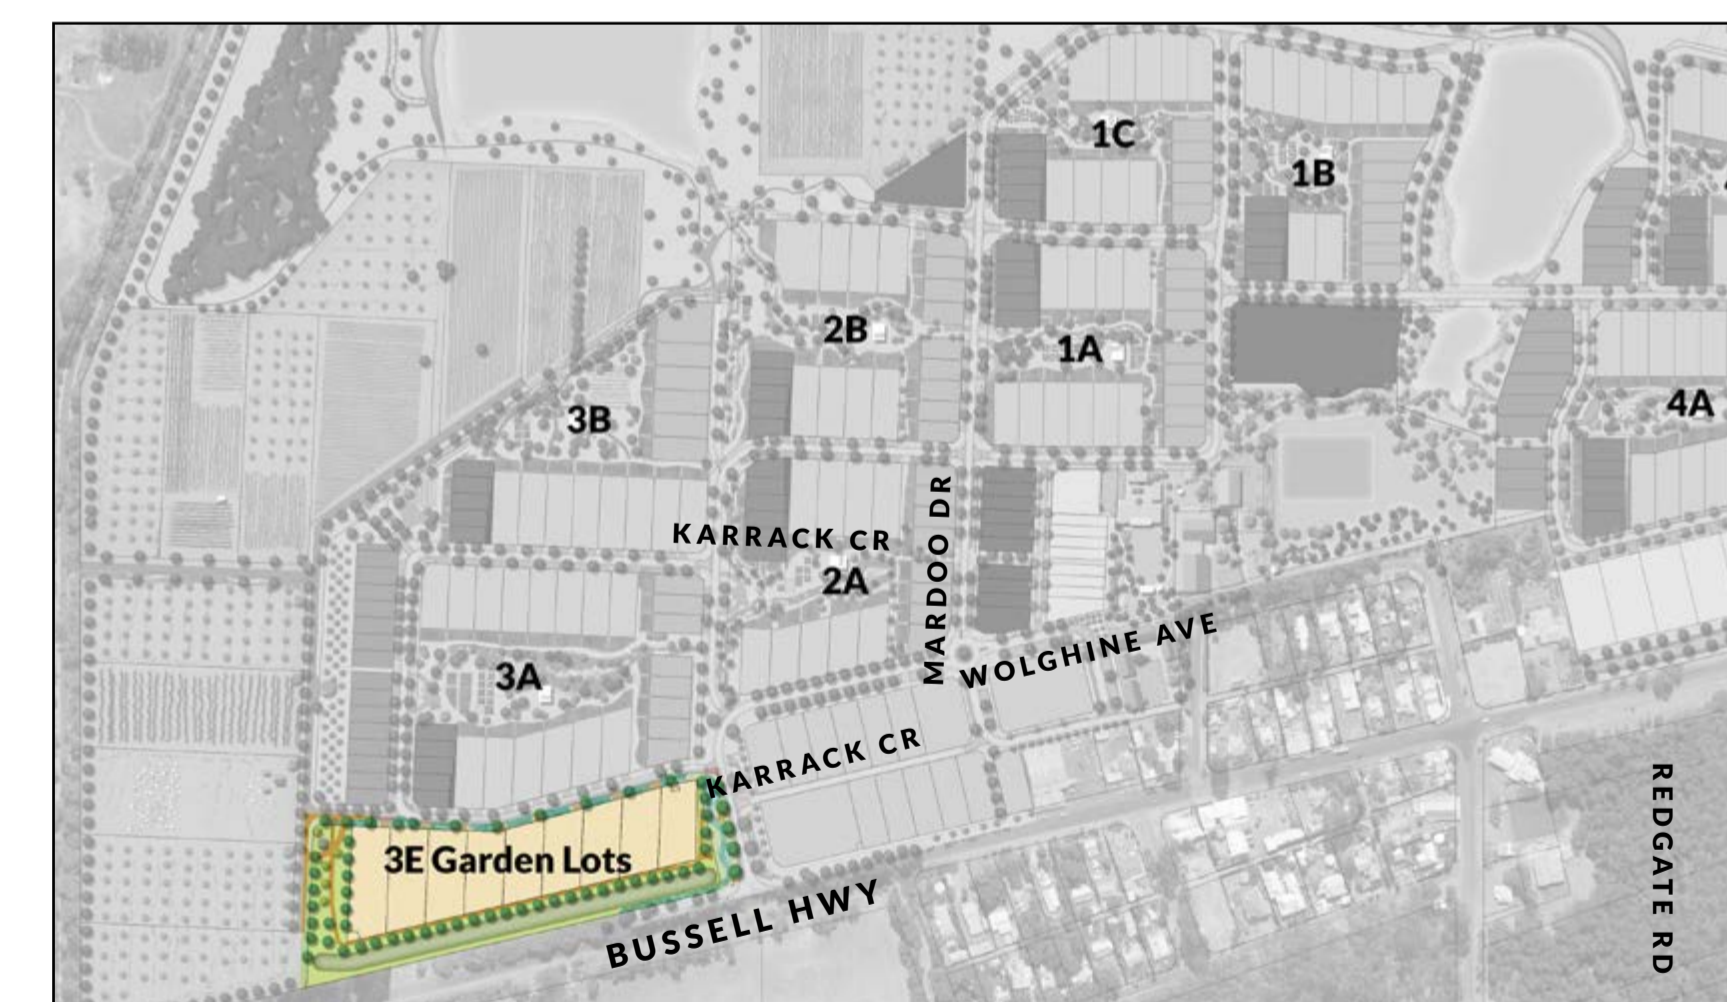 1C
1B
2B
1A
4A
3B
KARRACK CR
MARDOO DR
2A
WOLGHINE AVE
3A
KARRACK CR
REDGATE RD
3E Garden Lots
BUSSELL HWY